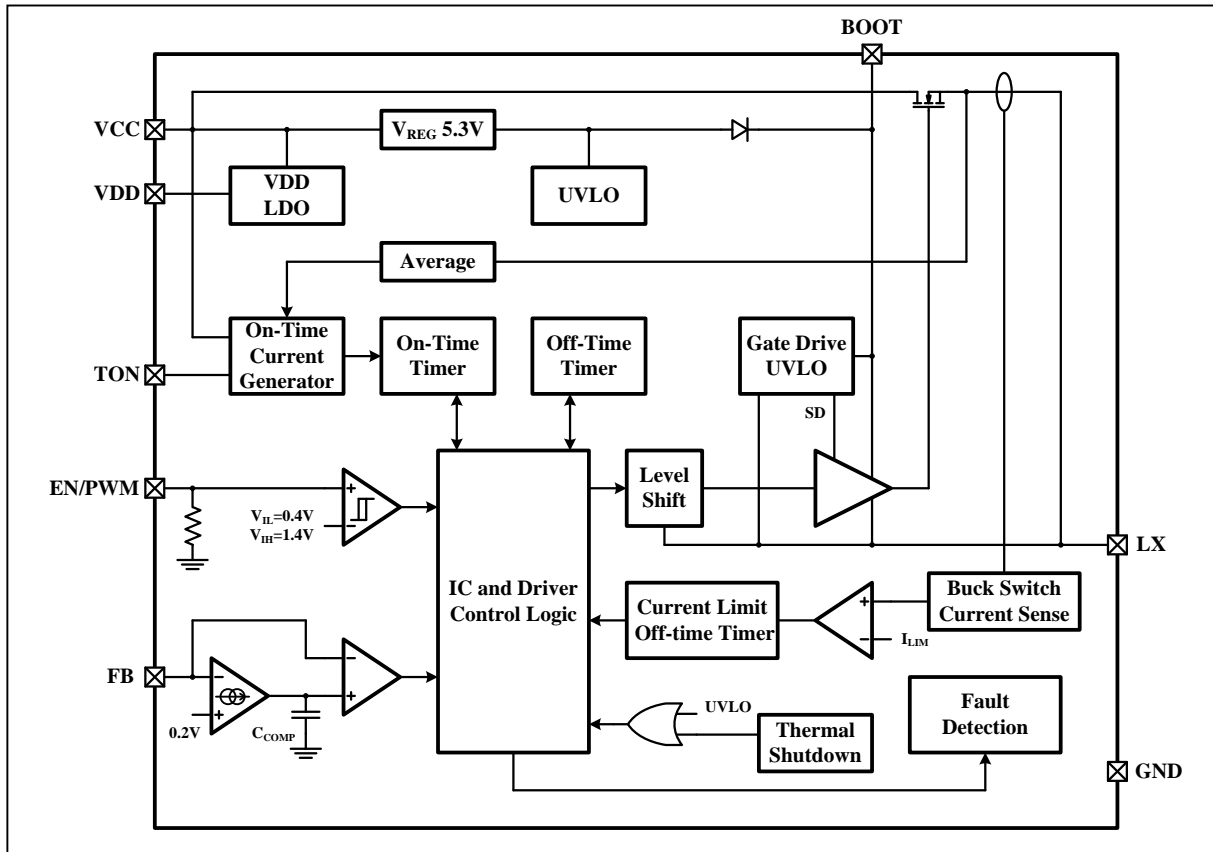 BOOT
VCC
V_REG 5.3V
VDD
VDD
LDO
UVLO
Average
On-Time
Current
Generator
On-Time
Timer
Off-Time
Timer
Gate Drive
UVLO
TON
SD
EN/PWM
V_IL=0.4V
V_IH=1.4V
Level
Shift
LX
IC and Driver
Control Logic
Current Limit
Off-time Timer
I_LIM
Buck Switch
Current Sense
FB
0.2V
C_COMP
UVLO
Thermal
Shutdown
Fault
Detection
GND